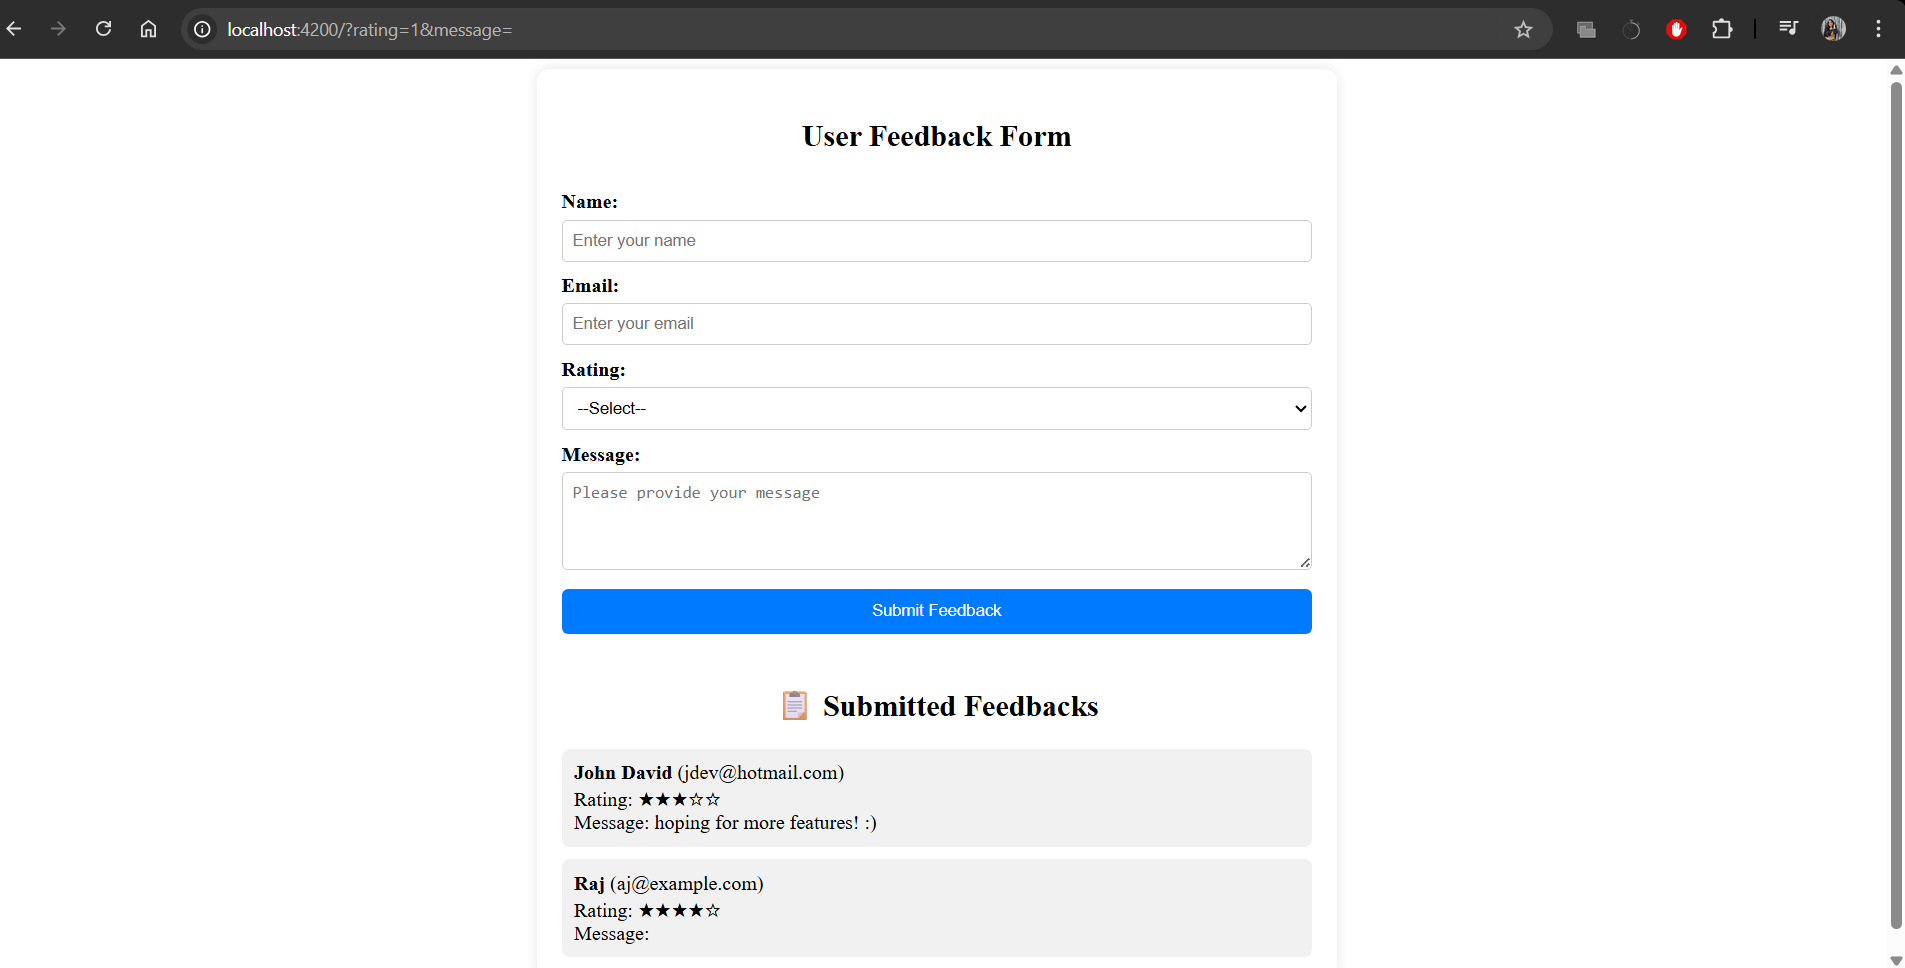 localhost:4200/?rating=1&message=
User Feedback Form
Name:
Enter your name
Email:
Enter your email
Rating:
--Select--
Message:
Please provide your message
Submit Feedback
📋 Submitted Feedbacks
John David (jdev@hotmail.com)
Rating: ★★★☆☆
Message: hoping for more features! :)
Raj (aj@example.com)
Rating: ★★★★☆
Message: